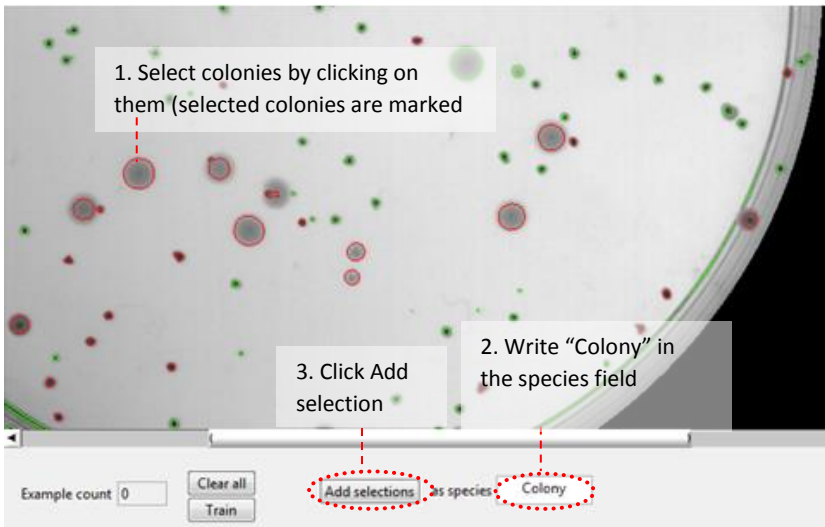 1. Select colonies by clicking on
them (selected colonies are marked
2. Write “Colony” in
the species field
3. Click Add
selection
Example count 0
Clear all
Train
Add selections as species Colony